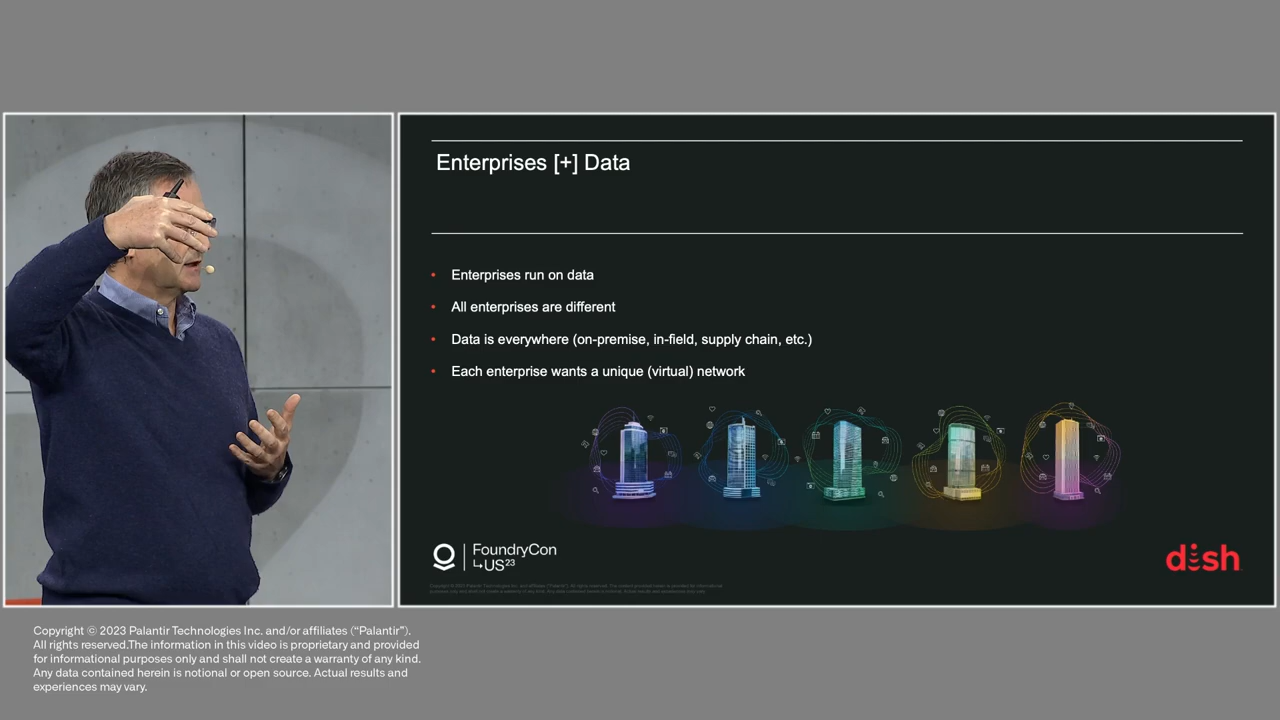 Enterprises [+] Data
• Enterprises run on data
• All enterprises are different
• Data is everywhere (on-premise, in-field, supply chain, etc.)
• Each enterprise wants a unique (virtual) network
FoundryCon
↳US23
dish
Copyright © 2023 Palantir Technologies Inc. and/or affiliates (“Palantir”).
All rights reserved.The information in this video is proprietary and provided
for informational purposes only and shall not create a warranty of any kind.
Any data contained herein is notional or open source. Actual results and
experiences may vary.